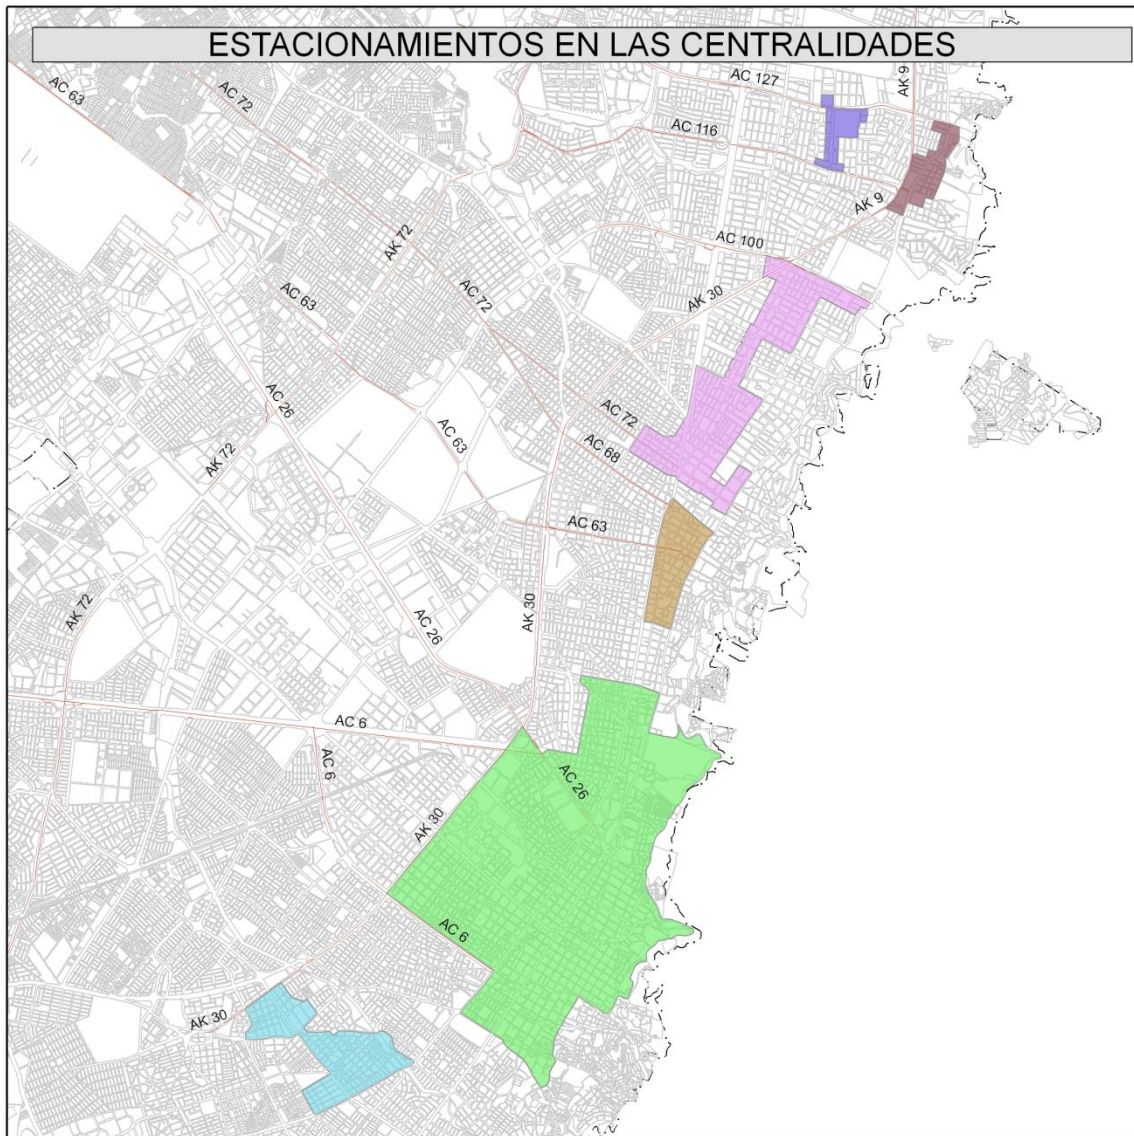 ESTACIONAMIENTOS EN LAS CENTRALIDADES
AC 63
AC 72
AC 127
AK 9
AC 116
AK 72
AK 9
AC 100
AC 63
AC 72
AK 30
AC 26
AC 72
AC 63
AC 68
AK 72
AC 63
AK 72
AK 30
AC 26
AC 6
AC 6
AC 26
AK 30
AC 6
AK 30